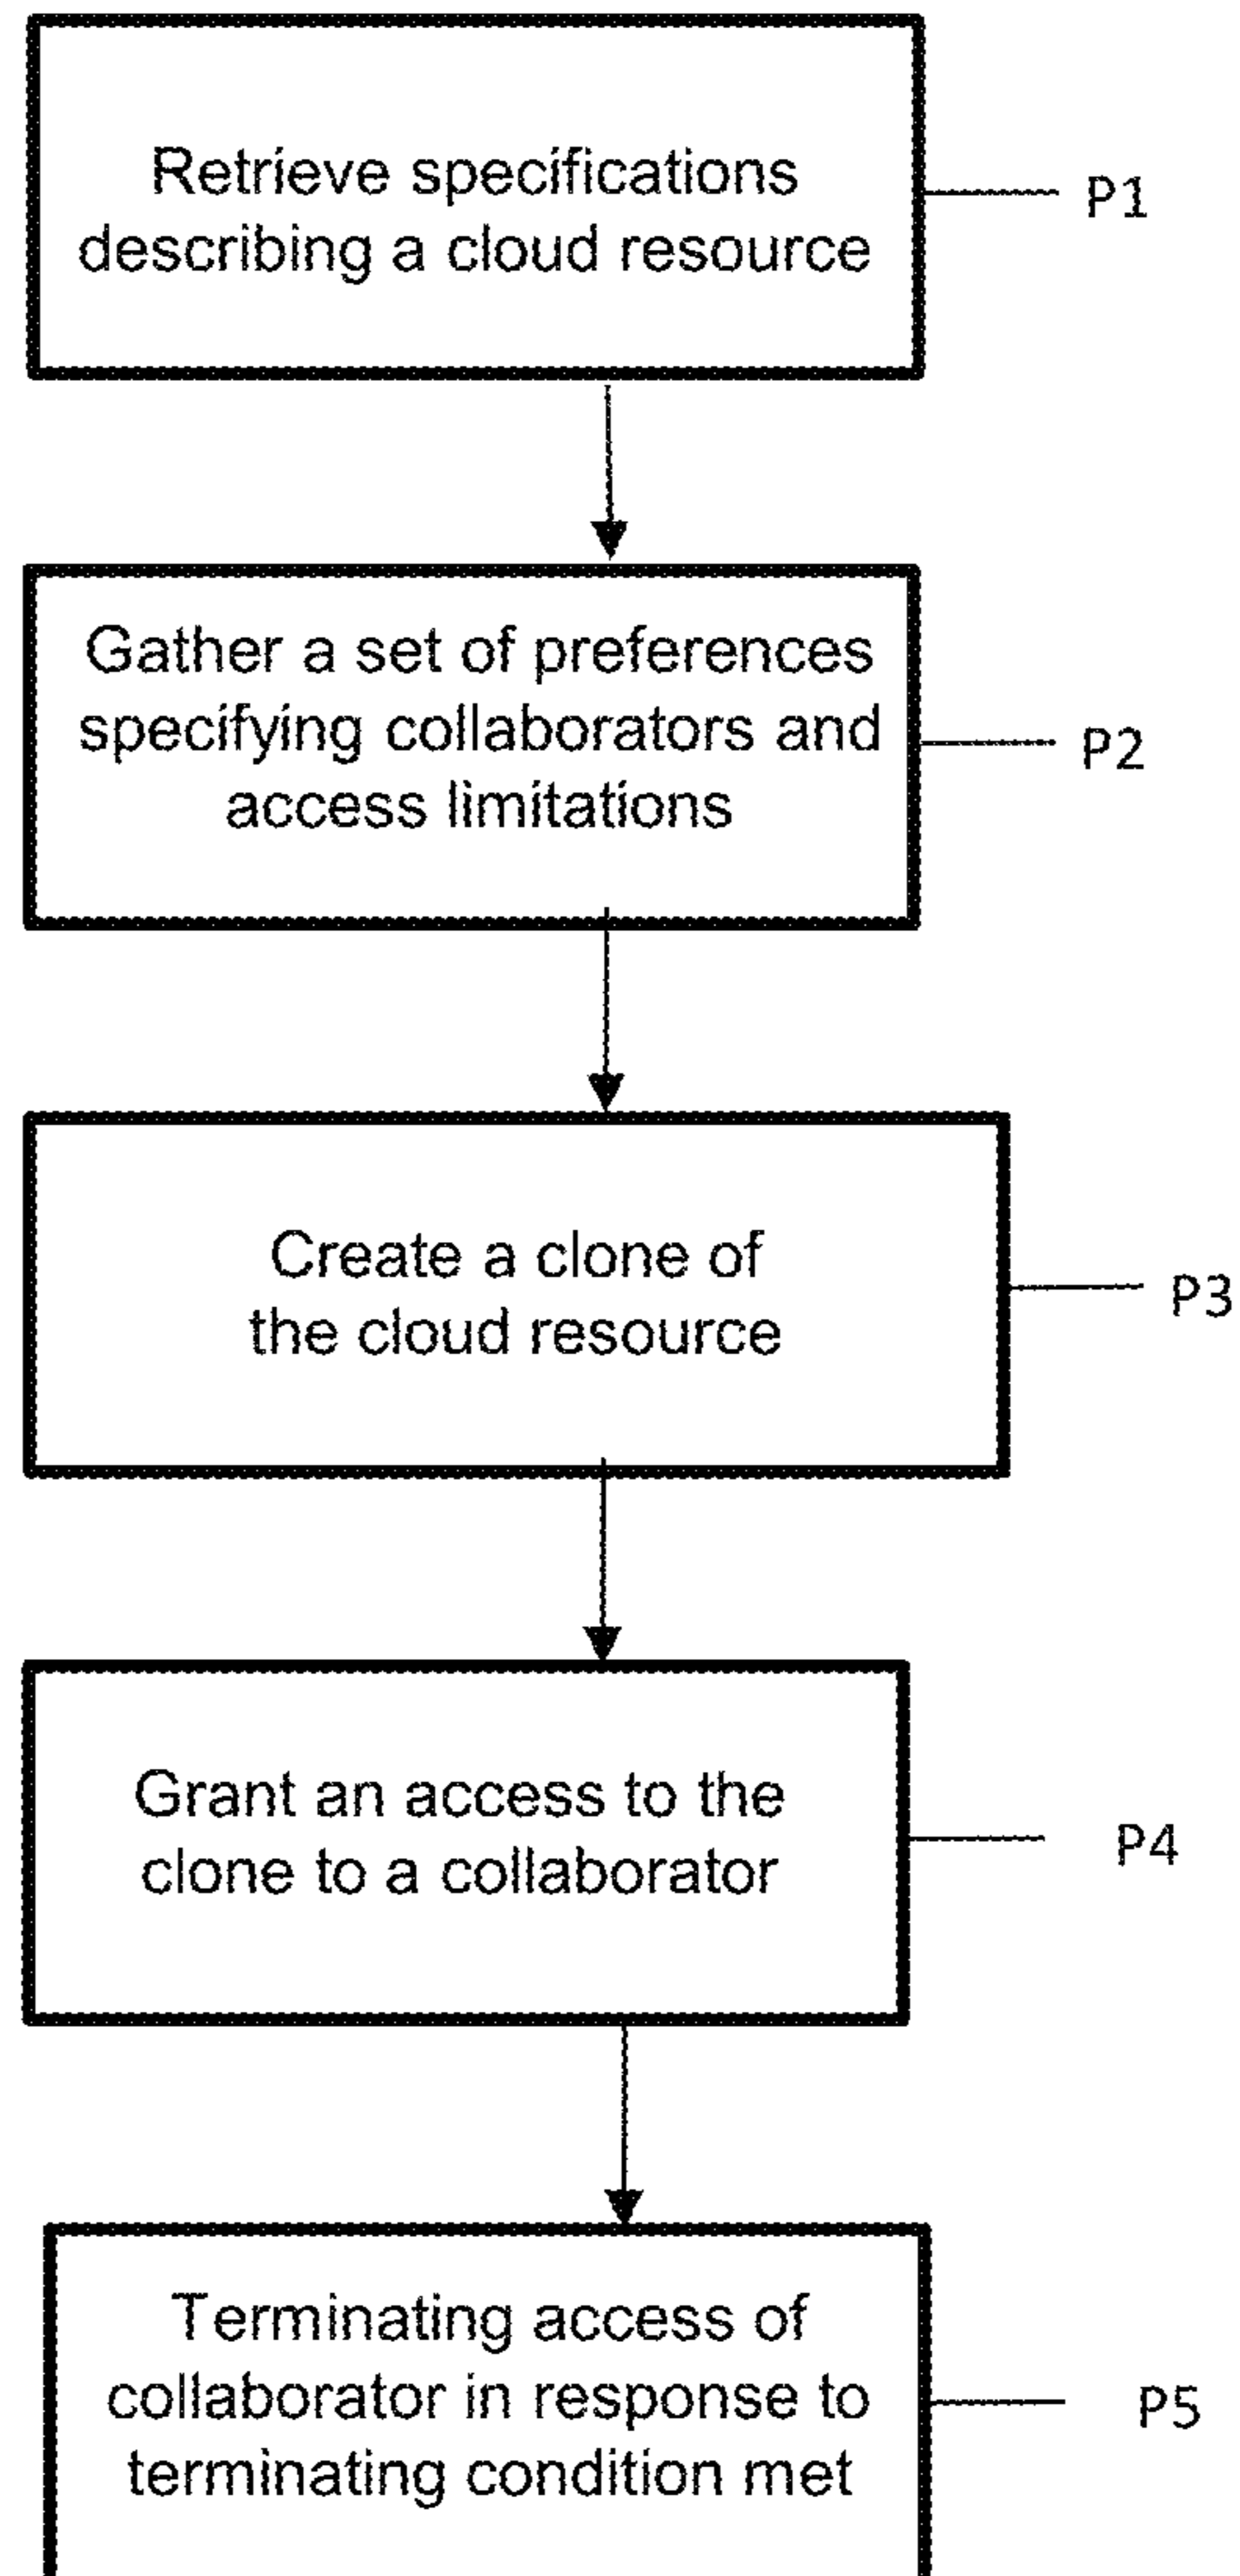 Retrieve specifications
describing a cloud resource
P1
Gather a set of preferences
specifying collaborators and
access limitations
P2
Create a clone of
the cloud resource
P3
Grant an access to the
clone to a collaborator
P4
Terminating access of
collaborator in response to
terminating condition met
P5